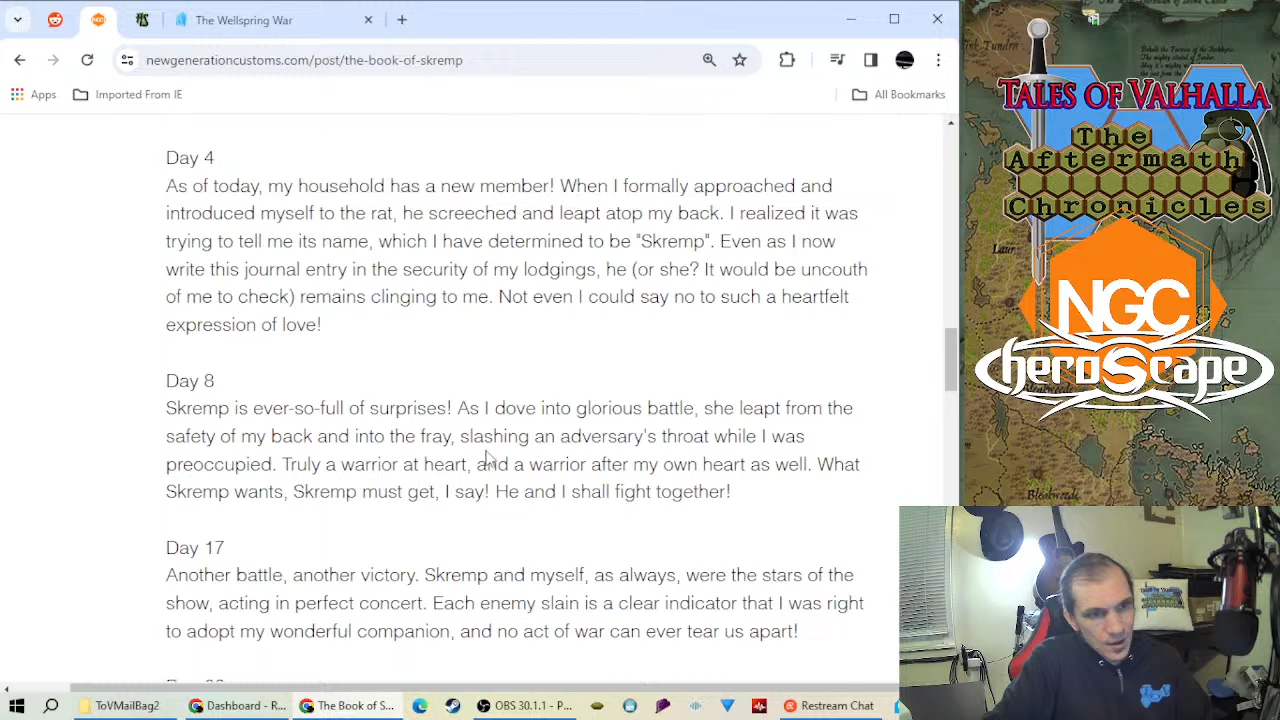 The Wellspring War
newgenerationcustoms.com/post/the-book-of-skremp
Apps
Imported From IE
All Bookmarks
Day 4
As of today, my household has a new member! When I formally approached and
introduced myself to the rat, he screeched and leapt atop my back. I realized it was
trying to tell me its name, which I have determined to be "Skremp". Even as I now
write this journal entry in the security of my lodgings, he (or she? It would be uncouth
of me to check) remains clinging to me. Not even I could say no to such a heartfelt
expression of love!
Day 8
Skremp is ever-so-full of surprises! As I dove into glorious battle, she leapt from the
safety of my back and into the fray, slashing an adversary's throat while I was
preoccupied. Truly a warrior at heart, and a warrior after my own heart as well. What
Skremp wants, Skremp must get, I say! He and I shall fight together!
Day 17
Another battle, another victory. Skremp and myself, as always, were the stars of the
show, acting in perfect concert. Each enemy slain is a clear indicator that I was right
to adopt my wonderful companion, and no act of war can ever tear us apart!
ToVMailBag2
Dashboard - R...
The Book of S...
OBS 30.1.1 - P...
Restream Chat ...
TALES OF VALHALLA
The
Aftermath
Chronicles
Laur
NGC
heroScape
Bleakwoode